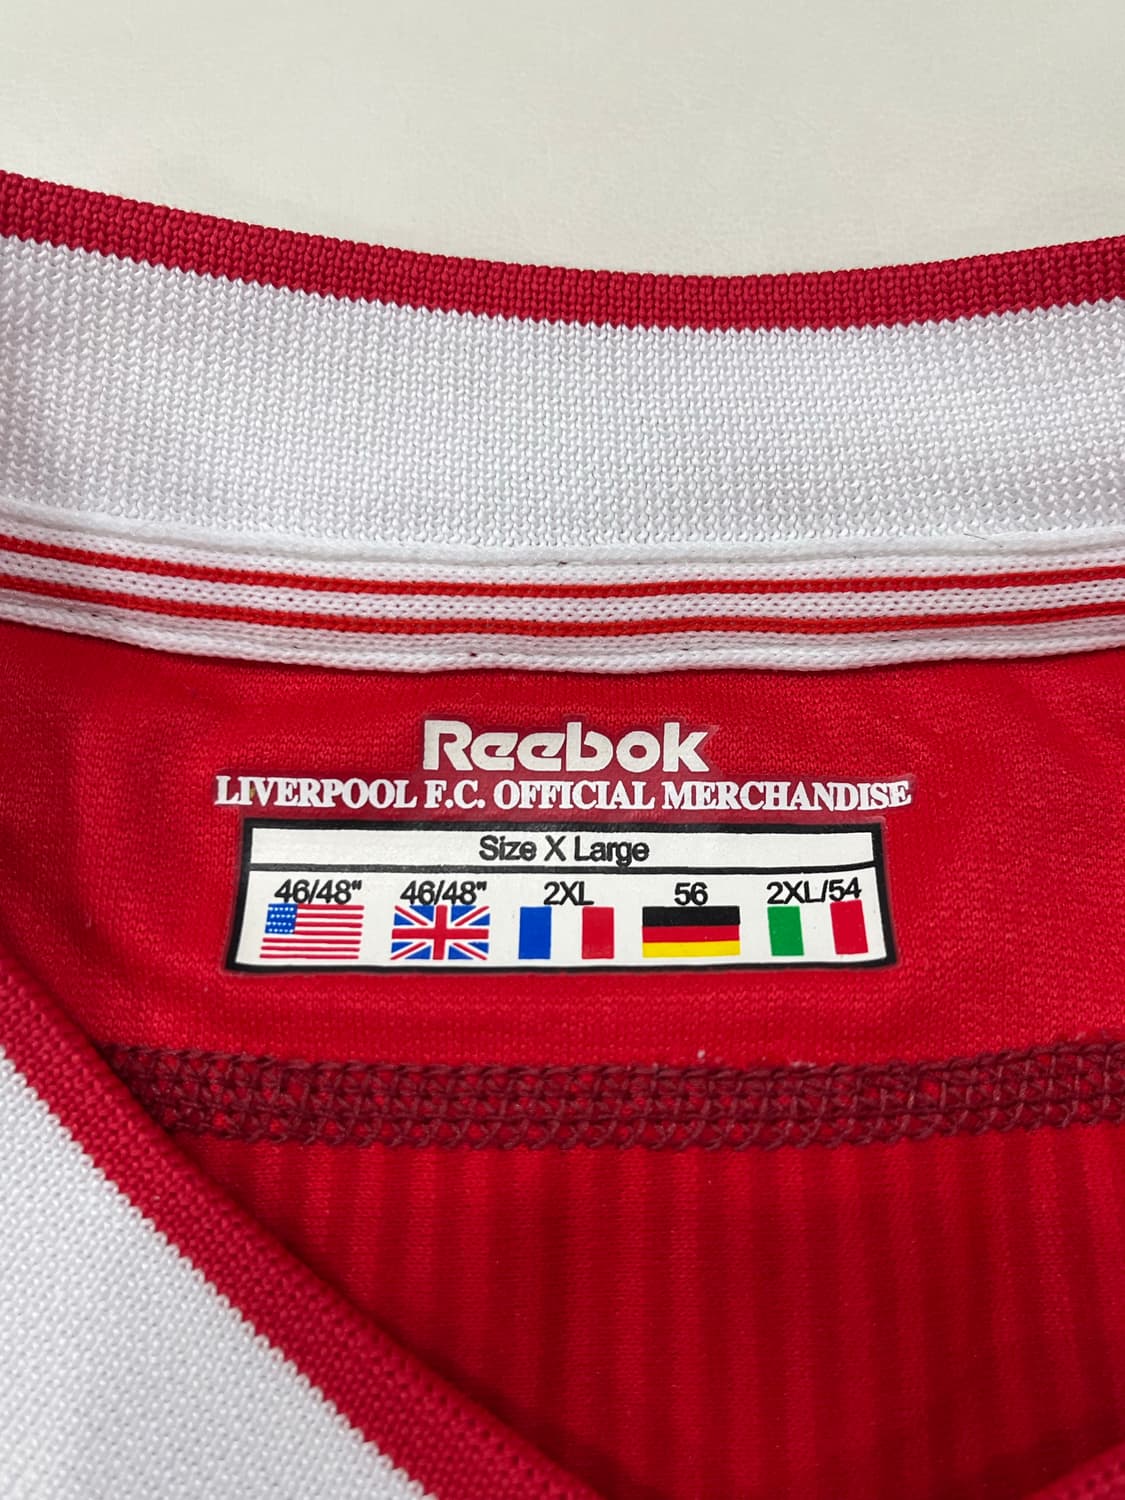 Reebok
LIVERPOOL F.C. OFFICIAL MERCHANDISE
Size X Large
46/48" 46/48" 2XL 56 2XL/54